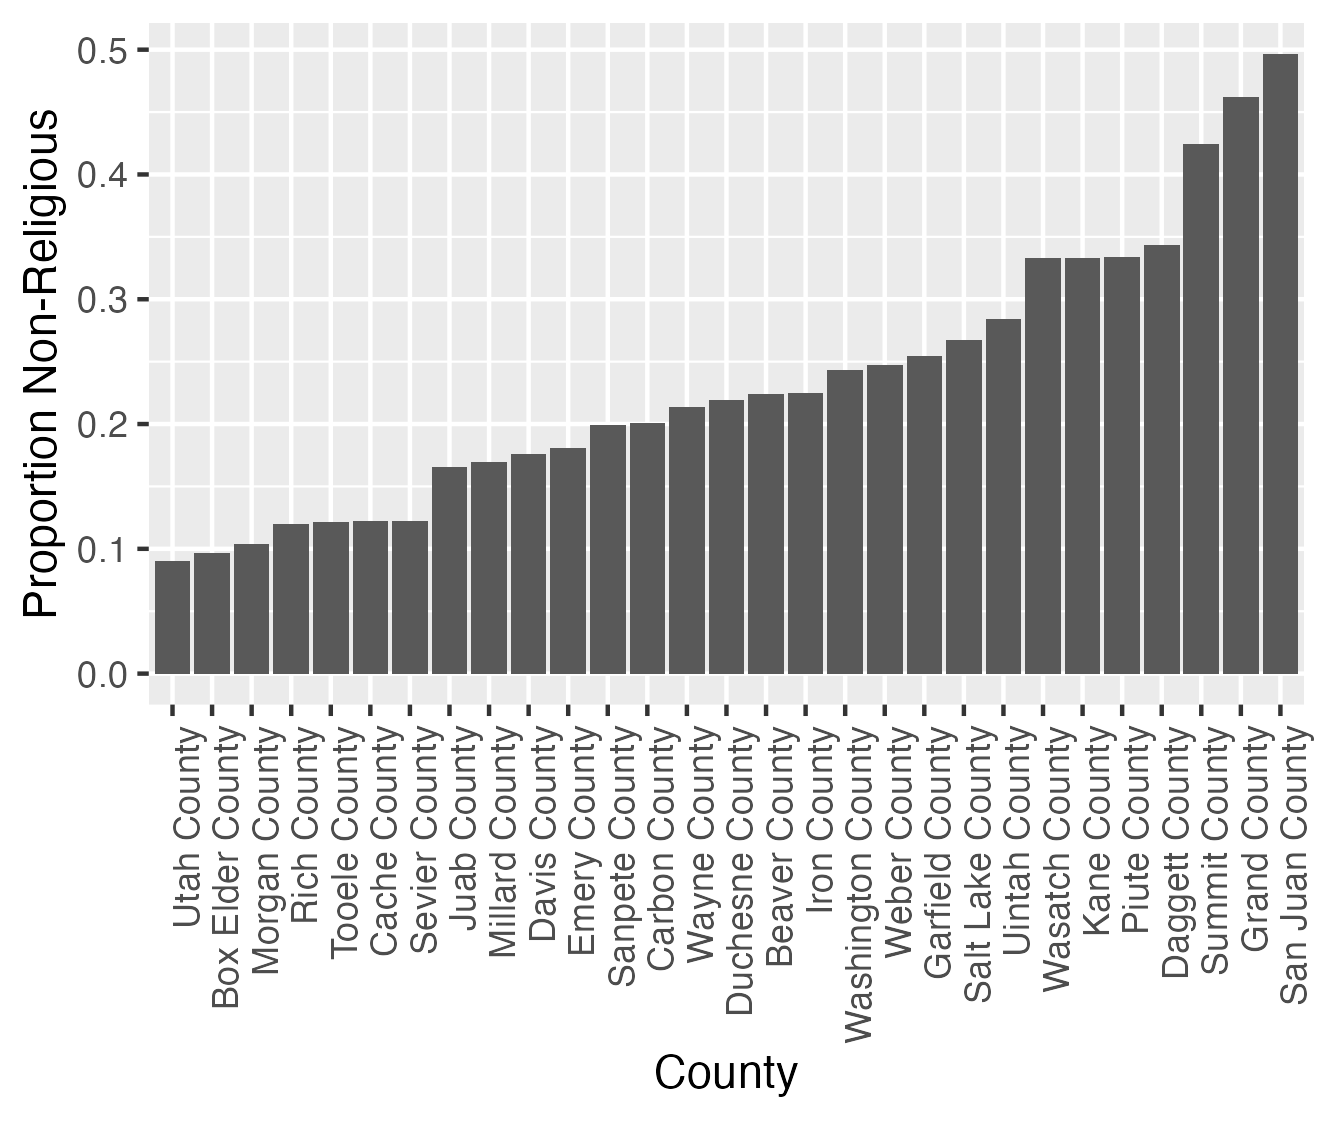 Proportion Non-Religious
0.5
0.4
0.3
0.2
0.1
0.0
Utah County
Box Elder County
Morgan County
Rich County
Tooele County
Cache County
Sevier County
Juab County
Millard County
Davis County
Emery County
Sanpete County
Carbon County
Wayne County
Duchesne County
Beaver County
Iron County
Washington County
Weber County
Garfield County
Salt Lake County
Uintah County
Wasatch County
Kane County
Piute County
Daggett County
Summit County
Grand County
San Juan County
County